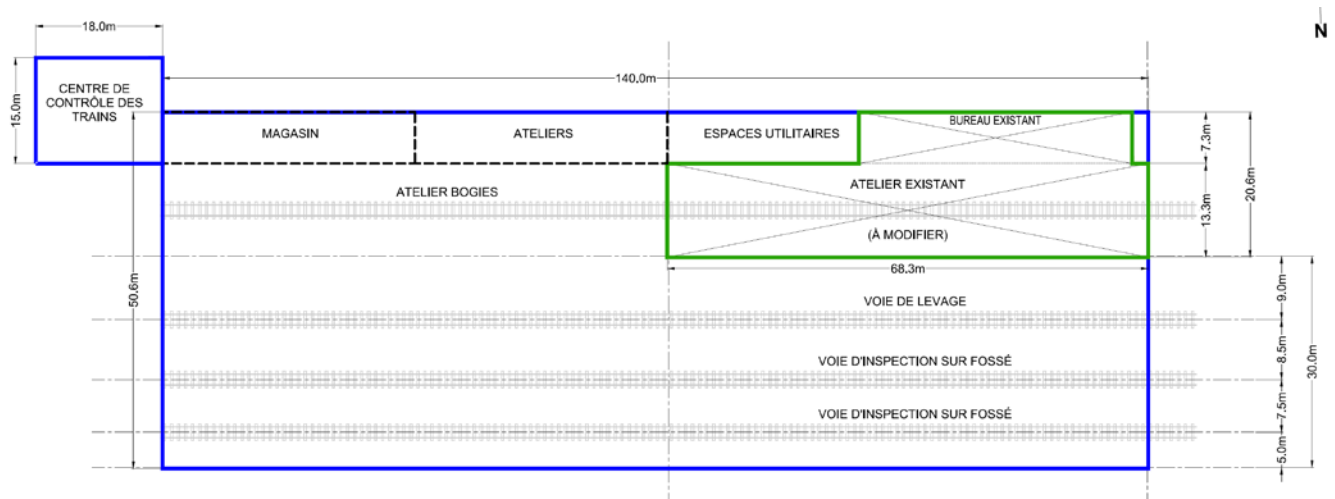 18.0m
N
CENTRE DE
CONTRÔLE DES
TRAINS
15.0m
140.0m
MAGASIN
ATELIERS
ESPACES UTILITAIRES
BUREAU EXISTANT
7.3m
20.6m
ATELIER BOGIES
ATELIER EXISTANT
(À MODIFIER)
13.3m
68.3m
50.6m
VOIE DE LEVAGE
9.0m
VOIE D'INSPECTION SUR FOSSÉ
8.5m
30.0m
VOIE D'INSPECTION SUR FOSSÉ
7.5m
5.0m